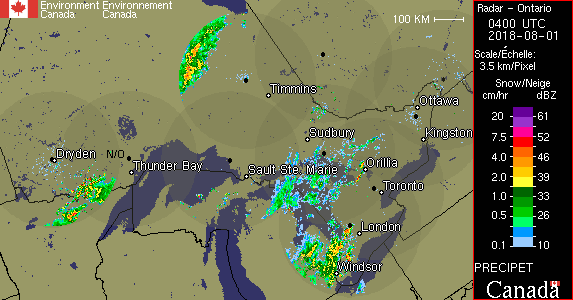 Environment Environnement
Canada Canada
100 KM
Timmins
Ottawa
Sudbury
Kingston
Dryden
N/O
Thunder Bay
Sault Ste. Marie
Orillia
Toronto
London
Windsor
Radar - Ontario
0400 UTC
2018-08-01
Scale/Échelle:
3.5 km/Pixel
Snow/Neige
cm/hr dBZ
20 61
7.5 52
4.0 46
2.0 39
1.0 33
0.5 26
0.1 10
PRECIPET
Canada